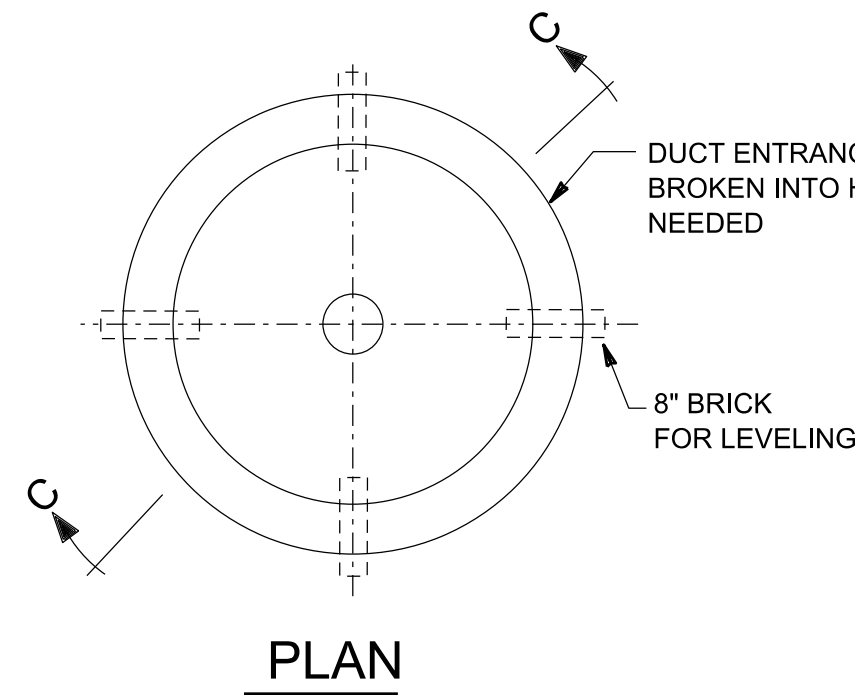 C
DUCT ENTRANC
BROKEN INTO H
NEEDED
8" BRICK
FOR LEVELING
C
PLAN